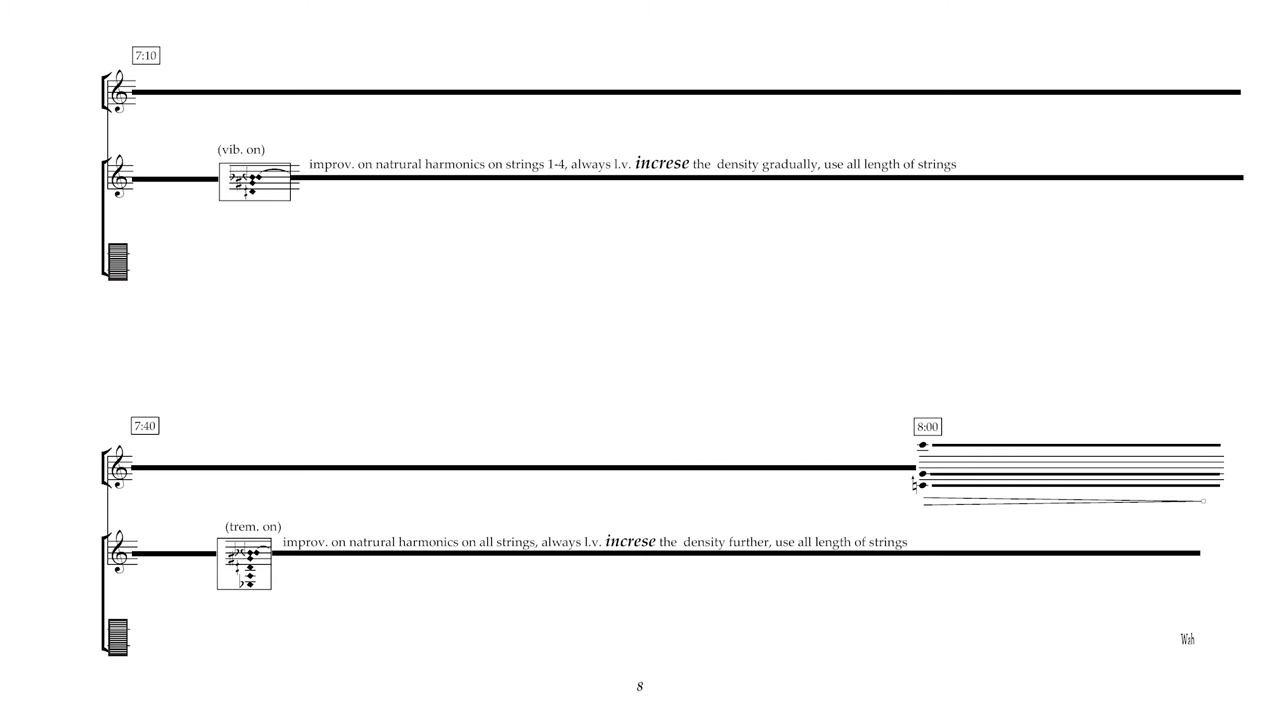 7:10
(vib. on)
improv. on natrural harmonics on strings 1-4, always l.v. increse the density gradually, use all length of strings
7:40
8:00
(trem. on)
improv. on natrural harmonics on all strings, always l.v. increse the density further, use all length of strings
Wah
8